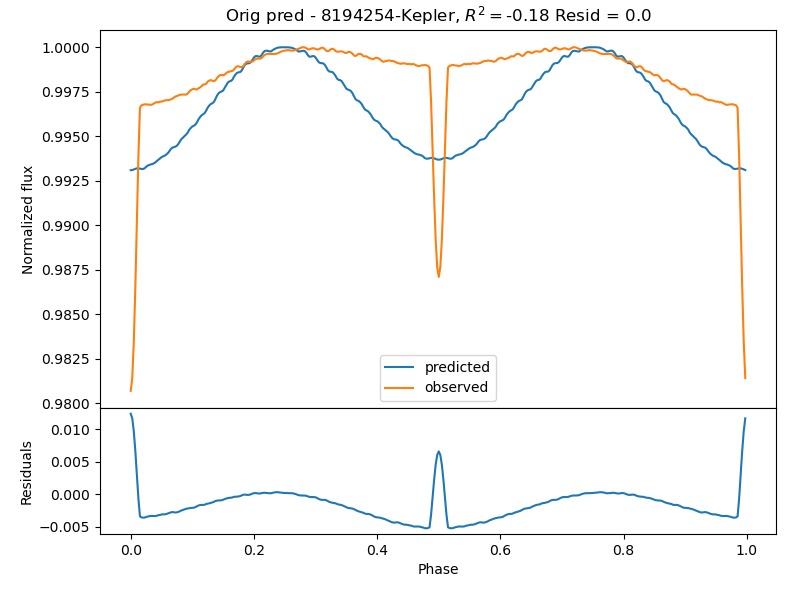 Orig pred - 8194254-Kepler, R² = -0.18 Resid = 0.0
1.0000
0.9975
0.9950
0.9925
0.9900
0.9875
0.9850
0.9825
0.9800
Normalized flux
predicted
observed
0.010
0.005
0.000
−0.005
Residuals
0.0 0.2 0.4 0.6 0.8 1.0
Phase